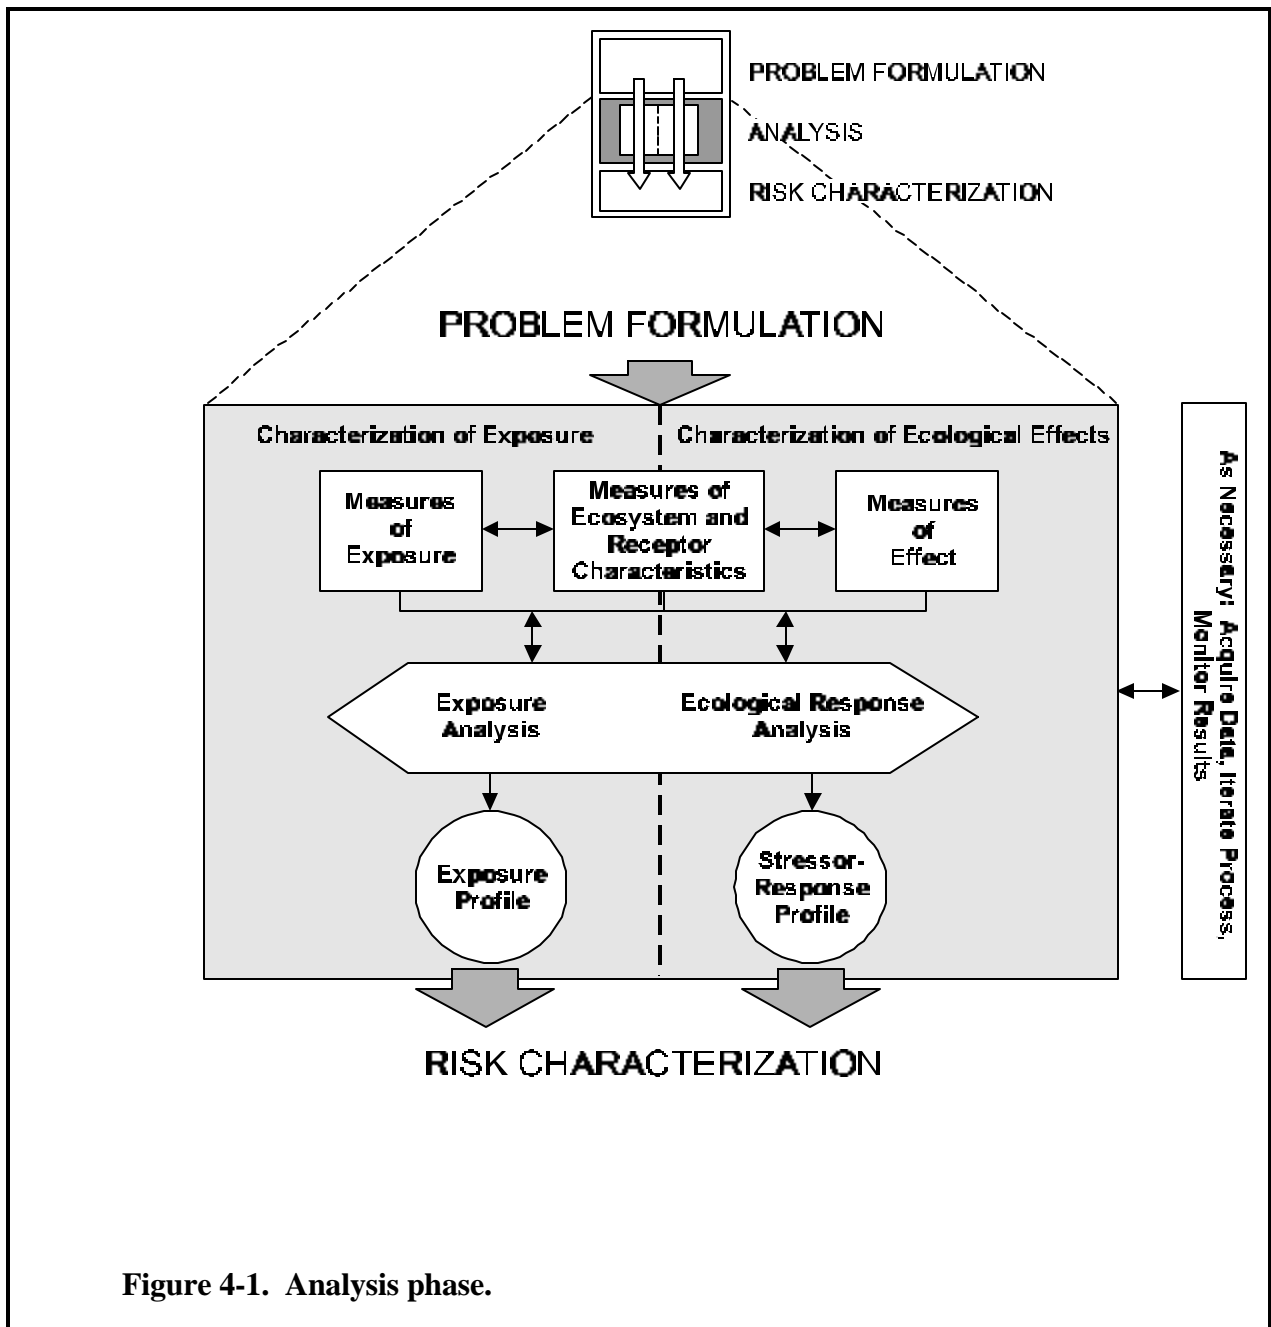 PROBLEM FORMULATION
ANALYSIS
RISK CHARACTERIZATION
PROBLEM FORMULATION
Characterization of Exposure
Characterization of Ecological Effects
Measures
of
Exposure
Measures of
Ecosystem and
Receptor
Characteristics
Measures
of
Effect
Exposure
Analysis
Ecological Response
Analysis
Exposure
Profile
Stressor-
Response
Profile
As Necessary: Acquire Data, Iterate Process,
Monitor Results
RISK CHARACTERIZATION
Figure 4-1. Analysis phase.